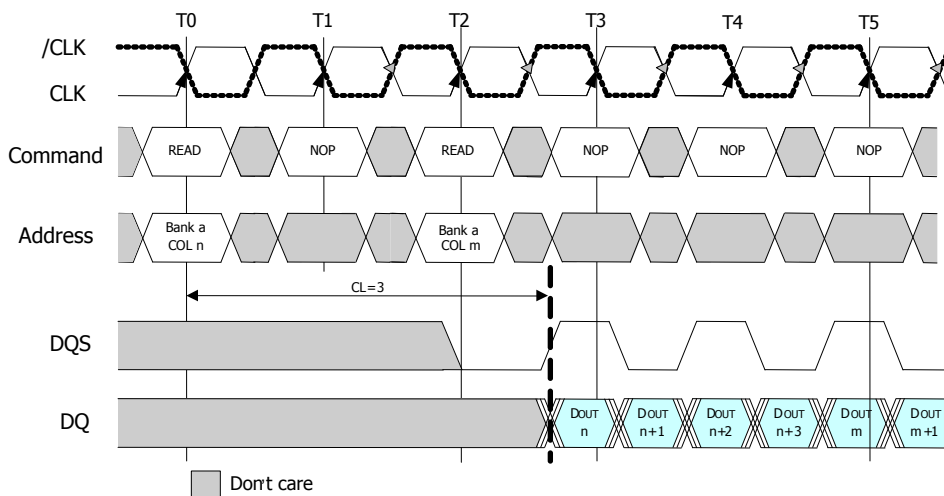 T0 T1 T2 T3 T4 T5
/CLK
CLK
Command READ NOP READ NOP NOP NOP
Address Bank a COL n Bank a COL m
CL=3
DQS
DQ DOUT n DOUT n+1 DOUT n+2 DOUT n+3 DOUT m DOUT m+1
Don't care